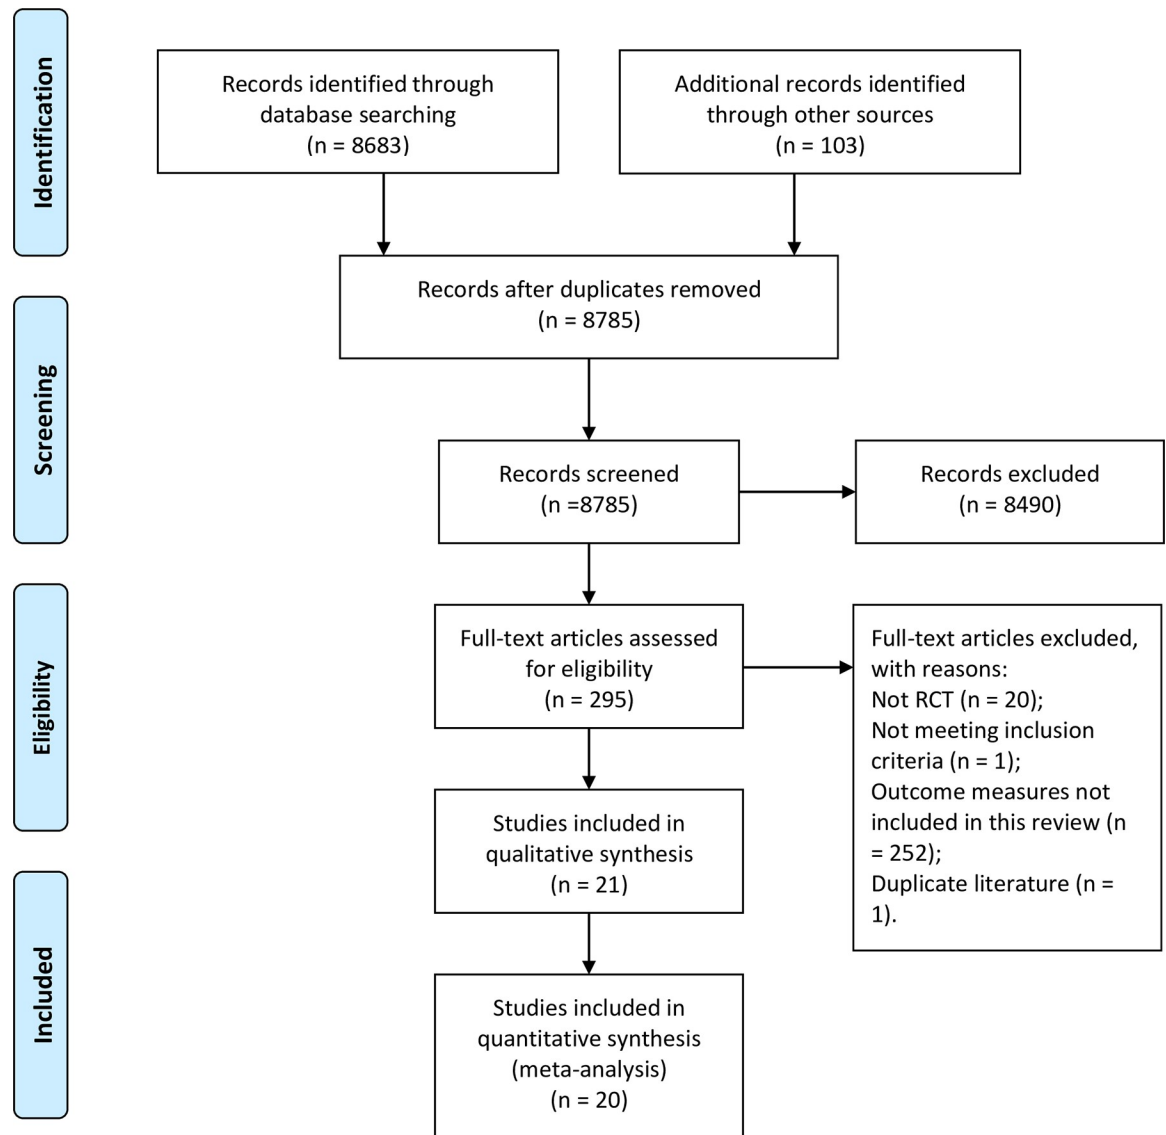 Identification
Records identified through
database searching
(n = 8683)
Additional records identified
through other sources
(n = 103)
Records after duplicates removed
(n = 8785)
Screening
Records screened
(n =8785)
Records excluded
(n = 8490)
Eligibility
Full-text articles assessed
for eligibility
(n = 295)
Full-text articles excluded,
with reasons:
Not RCT (n = 20);
Not meeting inclusion
criteria (n = 1);
Outcome measures not
included in this review (n
= 252);
Duplicate literature (n =
1).
Studies included in
qualitative synthesis
(n = 21)
Included
Studies included in
quantitative synthesis
(meta-analysis)
(n = 20)